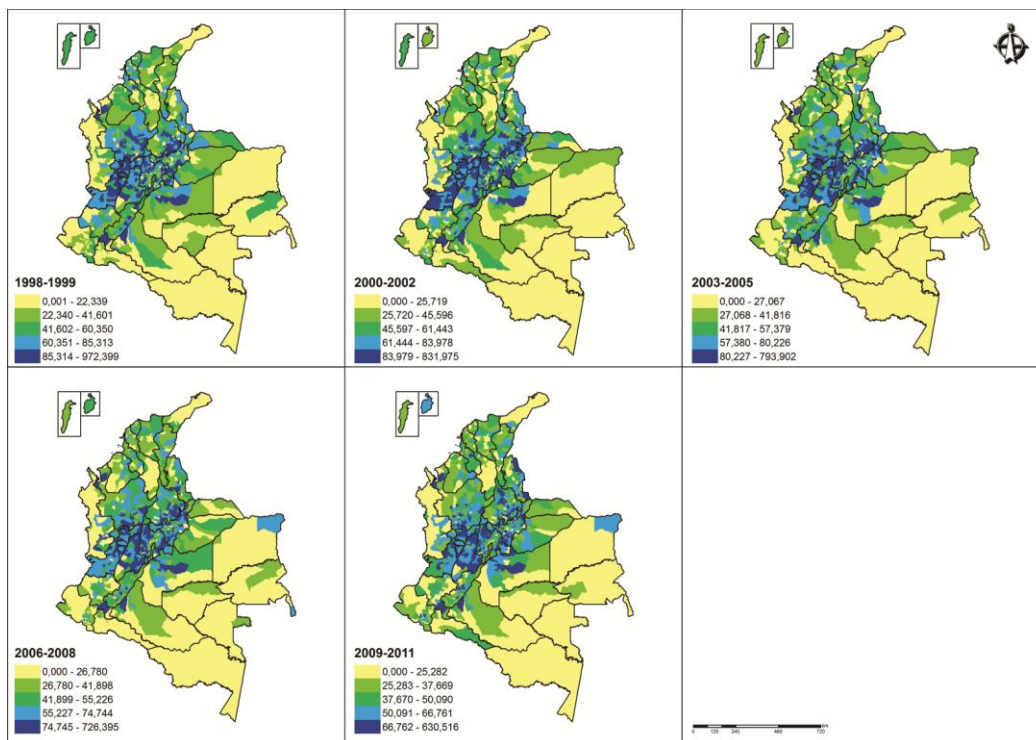 1998-1999
0,001 - 22,339
22,340 - 41,601
41,602 - 60,350
60,351 - 85,313
85,314 - 972,399
2000-2002
0,000 - 25,719
25,720 - 45,596
45,597 - 61,443
61,444 - 83,978
83,979 - 831,975
2003-2005
0,000 - 27,067
27,068 - 41,816
41,817 - 57,379
57,380 - 80,226
80,227 - 793,902
2006-2008
0,000 - 26,780
26,780 - 41,898
41,899 - 55,226
55,227 - 74,744
74,745 - 726,395
2009-2011
0,000 - 25,282
25,283 - 37,669
37,670 - 50,090
50,091 - 66,761
66,762 - 630,516
0 120 240 480 720